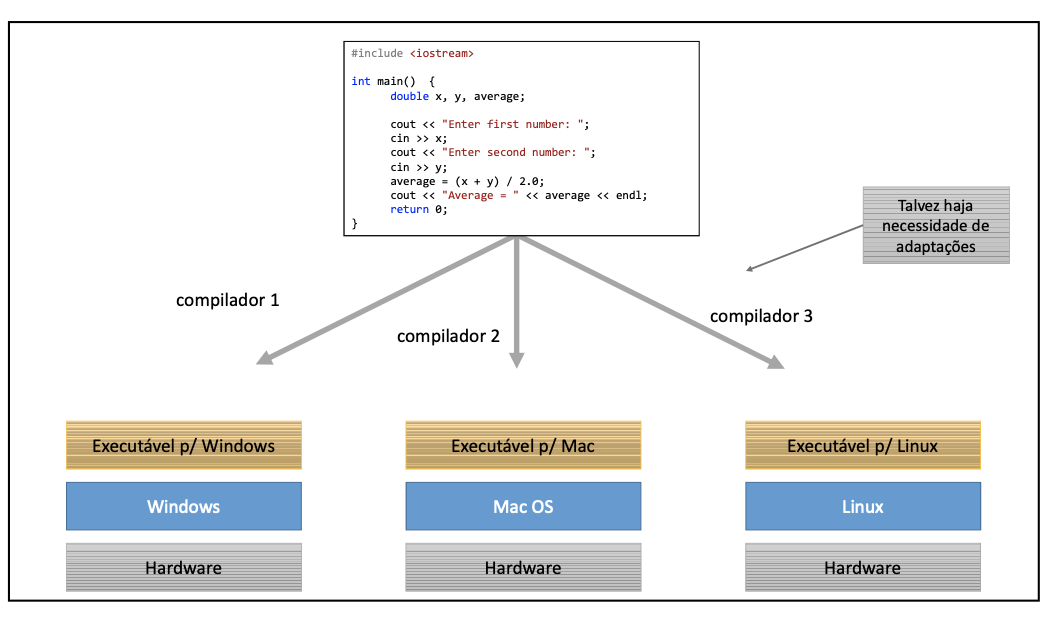 #include <iostream>
int main()  {
double x, y, average;
cout << "Enter first number: ";
cin >> x;
cout << "Enter second number: ";
cin >> y;
average = (x + y) / 2.0;
cout << "Average = " << average << endl;
return 0;
}
Talvez haja
necessidade de
adaptações
compilador 1
compilador 2
compilador 3
Executável p/ Windows
Executável p/ Mac
Executável p/ Linux
Windows
Mac OS
Linux
Hardware
Hardware
Hardware